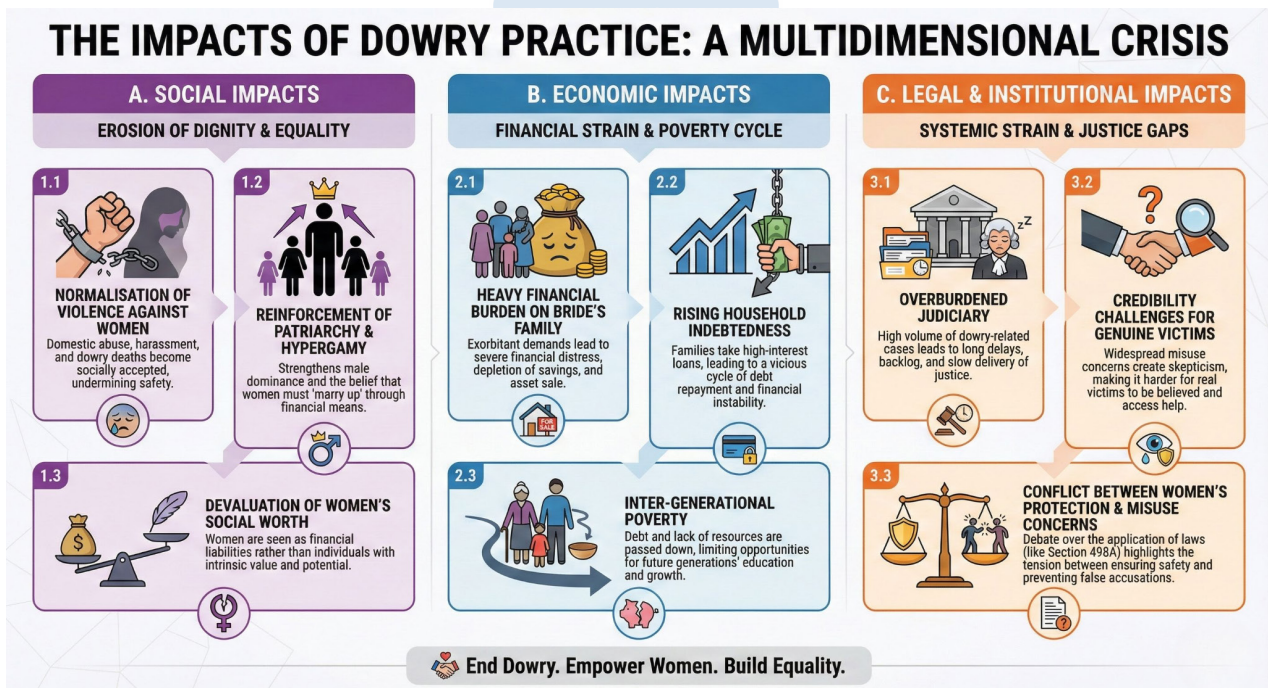 THE IMPACTS OF DOWRY PRACTICE: A MULTIDIMENSIONAL CRISIS
A. SOCIAL IMPACTS
EROSION OF DIGNITY & EQUALITY
1.1
NORMALISATION OF
VIOLENCE AGAINST
WOMEN
Domestic abuse, harassment,
and dowry deaths become
socially accepted,
undermining safety.
1.2
REINFORCEMENT OF
PATRIARCHY &
HYPERGAMY
Strengthens male
dominance and the belief that
women must 'marry up' through
financial means.
1.3
$
DEVALUATION OF WOMEN'S
SOCIAL WORTH
Women are seen as financial
liabilities rather than individuals with
intrinsic value and potential.
B. ECONOMIC IMPACTS
FINANCIAL STRAIN & POVERTY CYCLE
2.1
HEAVY FINANCIAL
BURDEN ON BRIDE'S
FAMILY
Exorbitant demands lead to
severe financial distress,
depletion of savings, and
asset sale.
FOR
SALE
2.2
RISING HOUSEHOLD
INDEBTEDNESS
Families take high-interest
loans, leading to a vicious
cycle of debt
repayment and financial
instability.
2.3
INTER-GENERATIONAL
POVERTY
Debt and lack of resources are
passed down, limiting opportunities
for future generations' education
and growth.
C. LEGAL & INSTITUTIONAL IMPACTS
SYSTEMIC STRAIN & JUSTICE GAPS
3.1
zZ
OVERBURDENED
JUDICIARY
High volume of dowry-related
cases leads to long delays,
backlog, and slow delivery of
justice.
3.2
?
CREDIBILITY
CHALLENGES FOR
GENUINE VICTIMS
Widespread misuse
concerns create skepticism,
making it harder for real
victims to be believed and
access help.
3.3
CONFLICT BETWEEN WOMEN'S
PROTECTION & MISUSE
CONCERNS
Debate over the application of laws
(like Section 498A) highlights the
tension between ensuring safety and
preventing false accusations.
?
End Dowry. Empower Women. Build Equality.